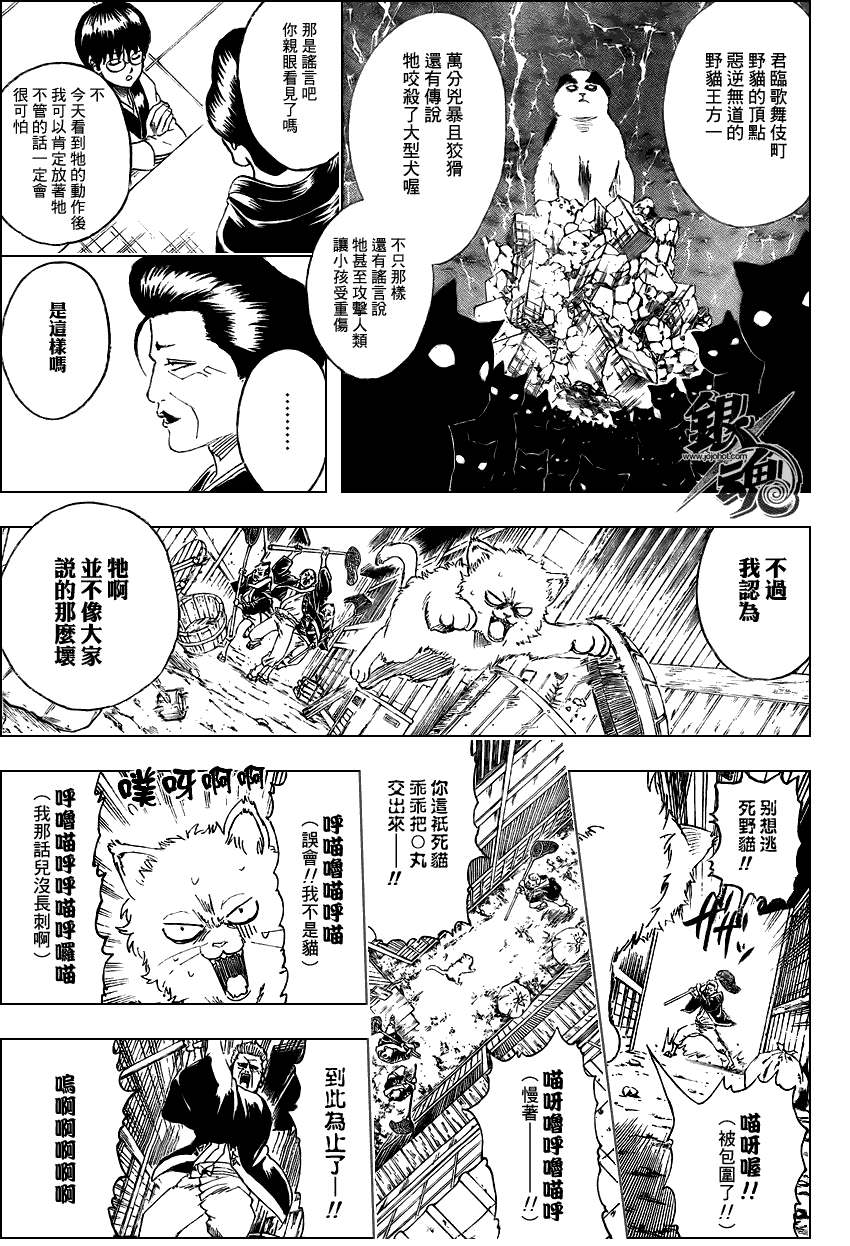 君臨歌舞伎町
野貓的頂點
惡逆無道的
野貓王方一
萬分兇暴且狡猾
還有傳說
牠咬殺了大型犬喔
不只那樣
還有謠言說
牠甚至攻擊人類
讓小孩受重傷
那是謠言吧
你親眼看見了嗎
不
今天看到牠的動作後
我可以肯定放著牠
不管的話一定會
很可怕
………
是這樣嗎
銀魂
www.jojohot.com
不過
我認為
牠啊
並不像大家
說的那麼壞
別想逃
死野貓!!
喵呀喔!!
(被包圍了!!)
你這祇死貓
乖乖把○丸
交出來——!!
喵呀嚕呼嚕喵呼
(慢著——!!)
呼喵嚕喵呼喵
(誤會!!我不是貓)
呼嚕喵呼呼喵呼囉喵
(我那話兒沒長刺啊)
到此為止了——!!
嗚啊啊啊啊啊